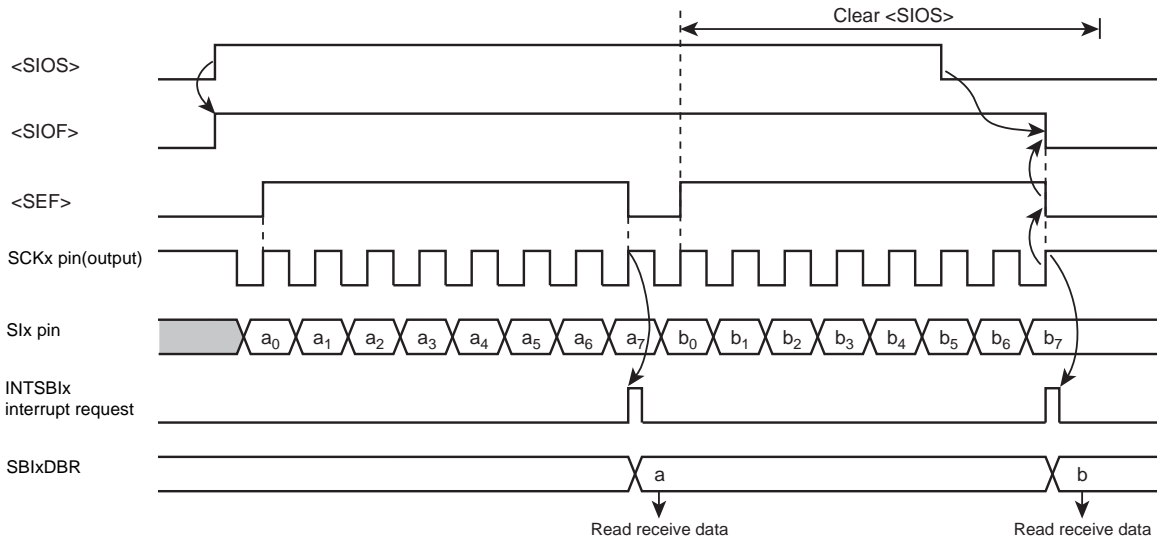 Clear <SIOS>
<SIOS>
<SIOF>
<SEF>
SCKx pin(output)
SIx pin
a0 a1 a2 a3 a4 a5 a6 a7 b0 b1 b2 b3 b4 b5 b6 b7
INTSBIx
interrupt request
SBIxDBR
a b
Read receive data Read receive data